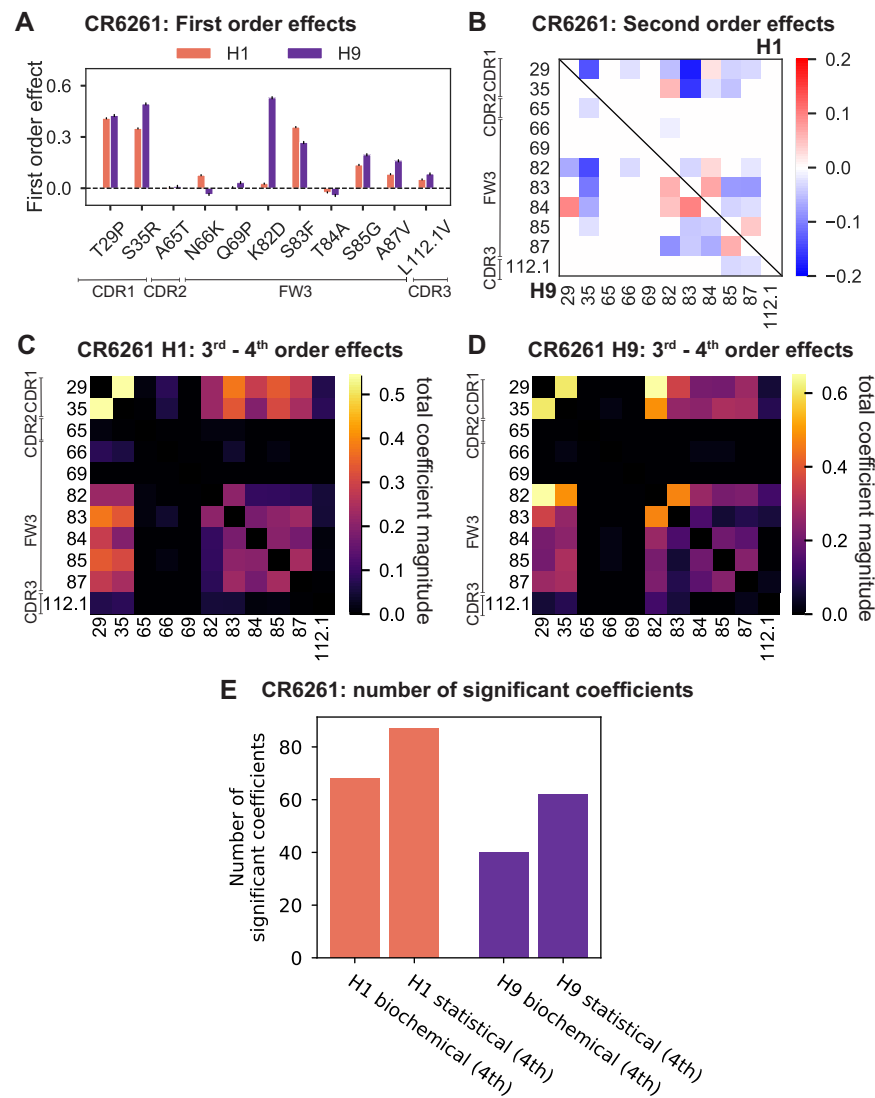 A CR6261: First order effects
H1 H9
First order effect
0.6
0.3
0.0
T29P S35R A65T N66K Q69P K82D S83F T84A S85G A87V L112.1V
CDR1 CDR2 FW3 CDR3
B CR6261: Second order effects
H1
CDR1 CDR2 FW3 CDR3
29
35
65
66
69
82
83
84
85
87
112.1
H9
29 35 65 66 69 82 83 84 85 87 112.1
0.2
0.1
0.0
−0.1
−0.2
C CR6261 H1: 3rd - 4th order effects
CDR1 CDR2 FW3 CDR3
29
35
65
66
69
82
83
84
85
87
112.1
29 35 65 66 69 82 83 84 85 87 112.1
0.5
0.4
0.3
0.2
0.1
0.0
total coefficient magnitude
D CR6261 H9: 3rd - 4th order effects
CDR1 CDR2 FW3 CDR3
29
35
65
66
69
82
83
84
85
87
112.1
29 35 65 66 69 82 83 84 85 87 112.1
0.6
0.4
0.2
0.0
total coefficient magnitude
E CR6261: number of significant coefficients
Number of
significant coefficients
80
60
40
20
0
H1 biochemical (4th)
H1 statistical (4th)
H9 biochemical (4th)
H9 statistical (4th)